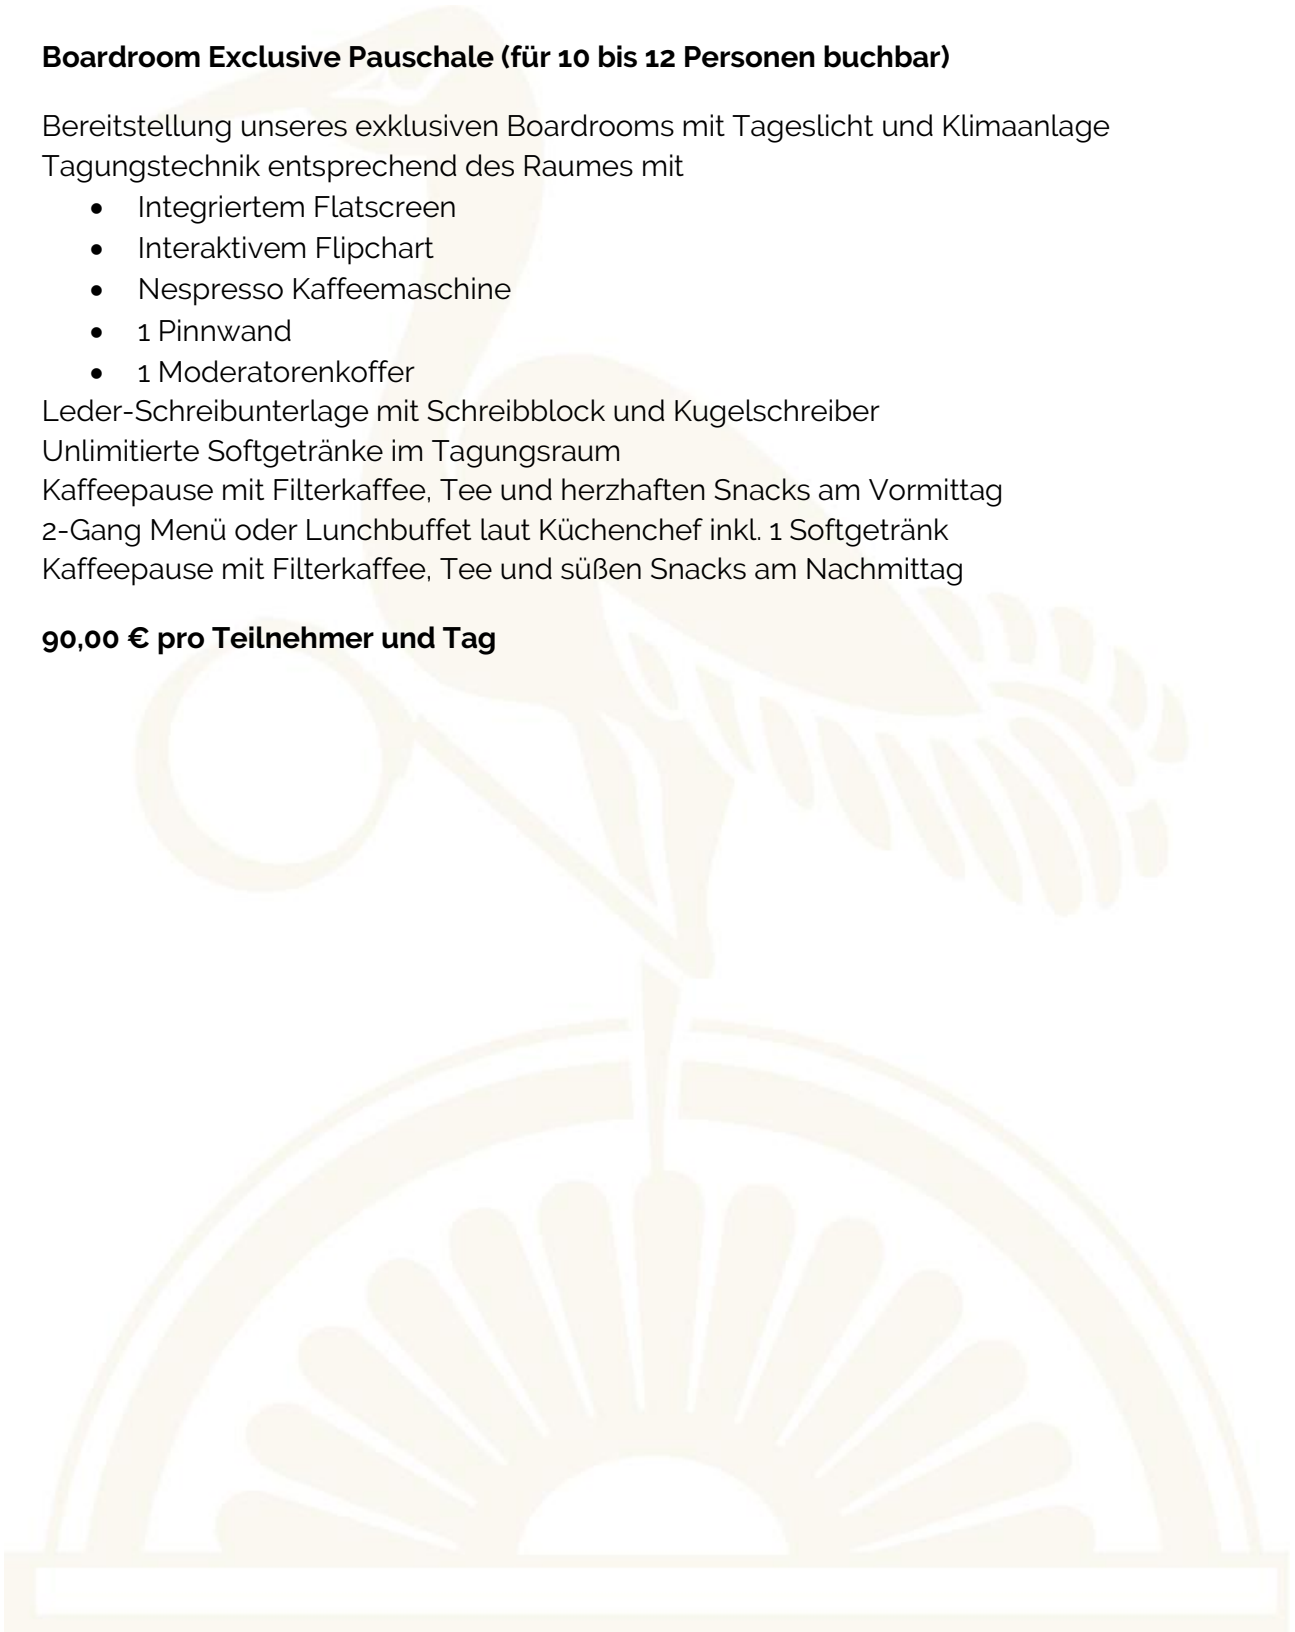 Boardroom Exclusive Pauschale (für 10 bis 12 Personen buchbar)
Bereitstellung unseres exklusiven Boardrooms mit Tageslicht und Klimaanlage
Tagungstechnik entsprechend des Raumes mit
• Integriertem Flatscreen
• Interaktivem Flipchart
• Nespresso Kaffeemaschine
• 1 Pinnwand
• 1 Moderatorenkoffer
Leder-Schreibunterlage mit Schreibblock und Kugelschreiber
Unlimitierte Softgetränke im Tagungsraum
Kaffeepause mit Filterkaffee, Tee und herzhaften Snacks am Vormittag
2-Gang Menü oder Lunchbuffet laut Küchenchef inkl. 1 Softgetränk
Kaffeepause mit Filterkaffee, Tee und süßen Snacks am Nachmittag
90,00 € pro Teilnehmer und Tag